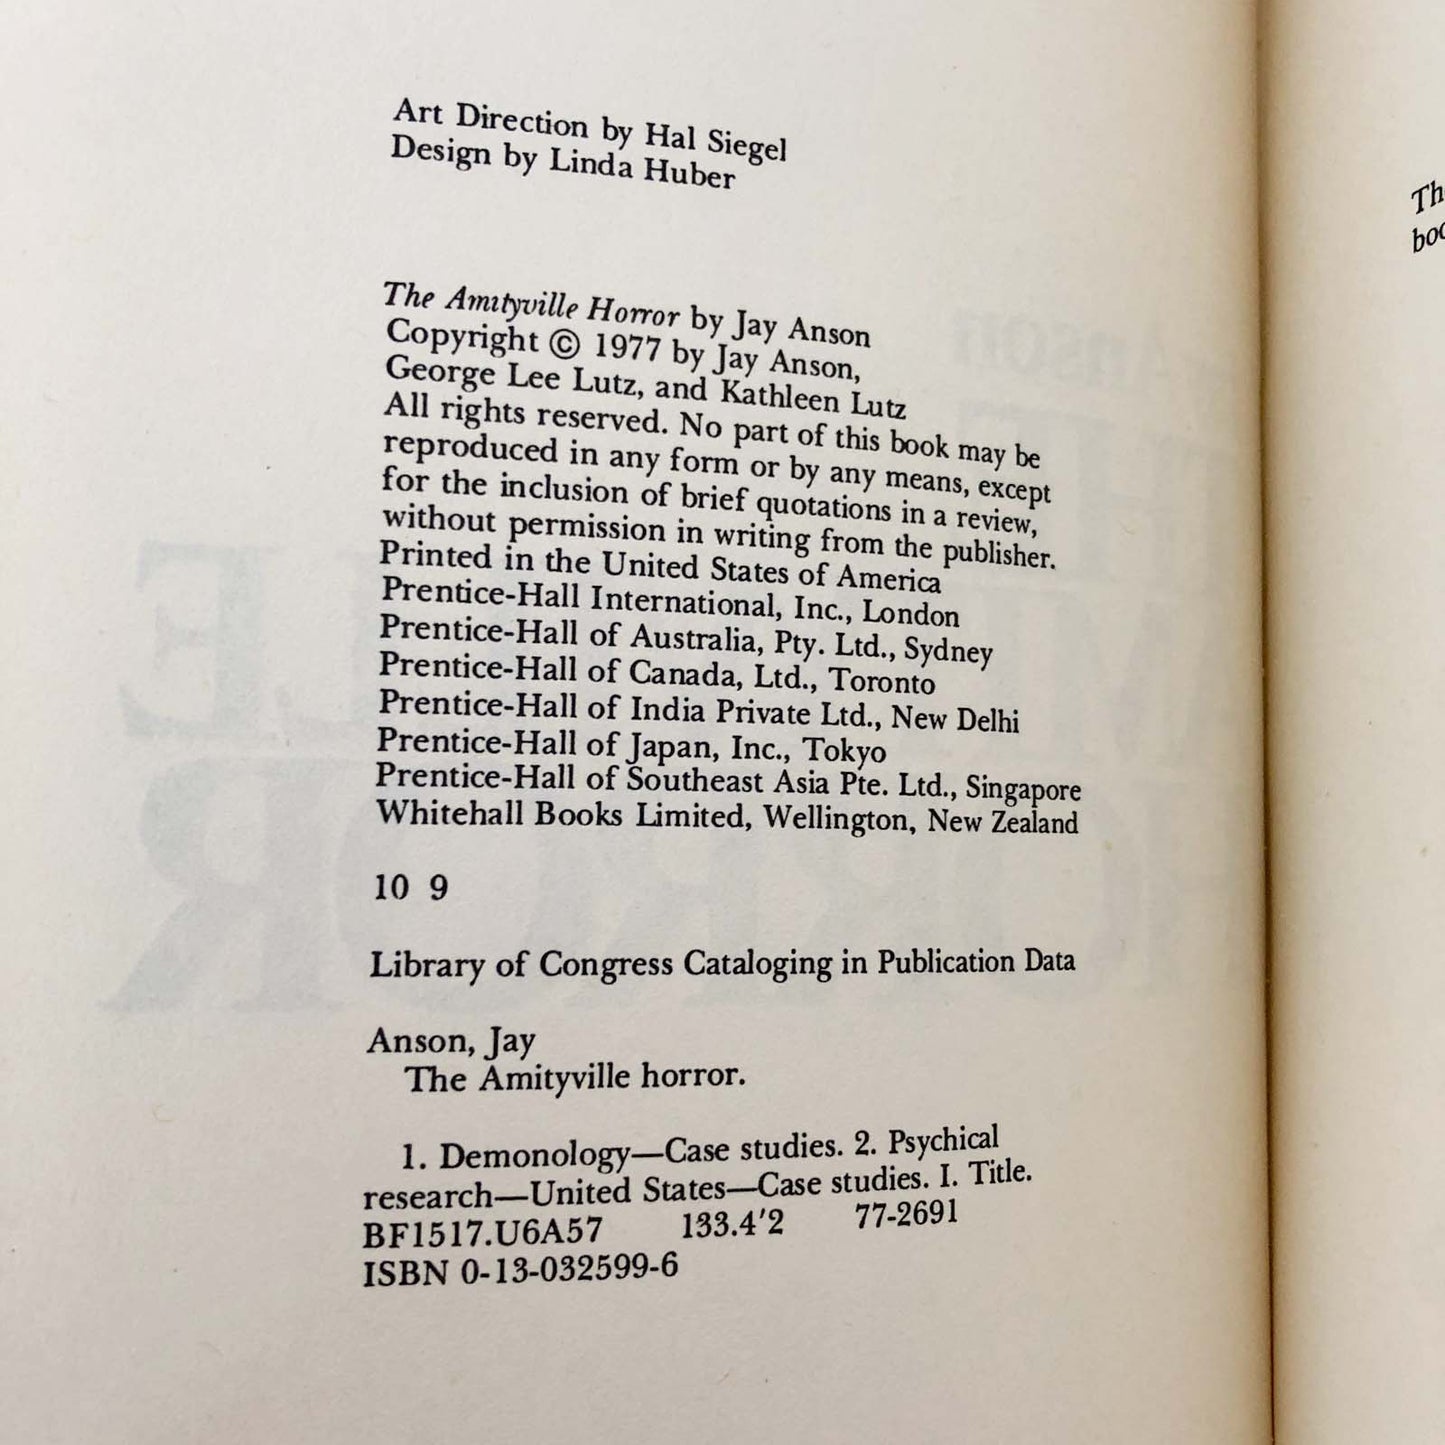 Art Direction by Hal Siegel
Design by Linda Huber
The Amityville Horror by Jay Anson
Copyright © 1977 by Jay Anson,
George Lee Lutz, and Kathleen Lutz
All rights reserved. No part of this book may be
reproduced in any form or by any means, except
for the inclusion of brief quotations in a review,
without permission in writing from the publisher.
Printed in the United States of America
Prentice-Hall International, Inc., London
Prentice-Hall of Australia, Pty. Ltd., Sydney
Prentice-Hall of Canada, Ltd., Toronto
Prentice-Hall of India Private Ltd., New Delhi
Prentice-Hall of Japan, Inc., Tokyo
Prentice-Hall of Southeast Asia Pte. Ltd., Singapore
Whitehall Books Limited, Wellington, New Zealand
10 9
Library of Congress Cataloging in Publication Data
Anson, Jay
The Amityville horror.
1. Demonology—Case studies. 2. Psychical
research—United States—Case studies. I. Title.
BF1517.U6A57 133.4'2 77-2691
ISBN 0-13-032599-6